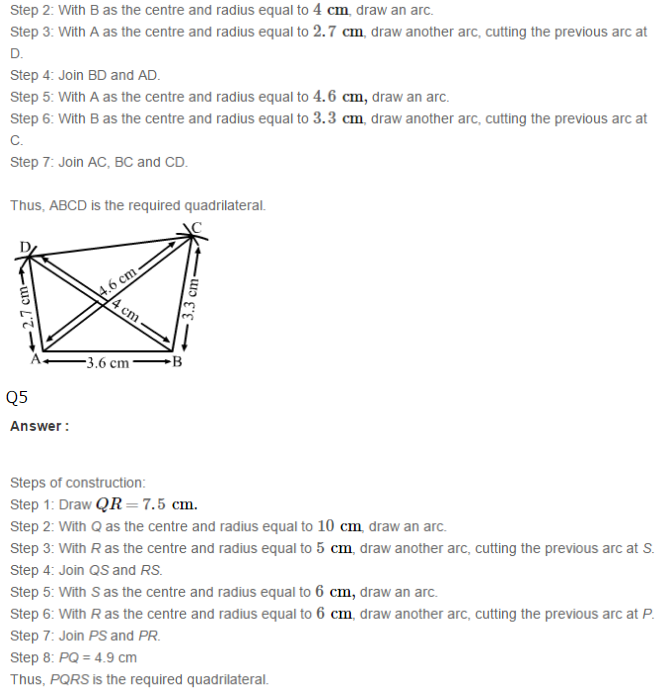 Step 2: With B as the centre and radius equal to 4 cm, draw an arc.
Step 3: With A as the centre and radius equal to 2.7 cm, draw another arc, cutting the previous arc at
D.
Step 4: Join BD and AD.
Step 5: With A as the centre and radius equal to 4.6 cm, draw an arc.
Step 6: With B as the centre and radius equal to 3.3 cm, draw another arc, cutting the previous arc at
C.
Step 7: Join AC, BC and CD.
Thus, ABCD is the required quadrilateral.
C
D
4.6 cm
4 cm
2.7 cm
3.3 cm
A
3.6 cm
B
Q5
Answer :
Steps of construction:
Step 1: Draw QR = 7.5 cm.
Step 2: With Q as the centre and radius equal to 10 cm, draw an arc.
Step 3: With R as the centre and radius equal to 5 cm, draw another arc, cutting the previous arc at S.
Step 4: Join QS and RS.
Step 5: With S as the centre and radius equal to 6 cm, draw an arc.
Step 6: With R as the centre and radius equal to 6 cm, draw another arc, cutting the previous arc at P.
Step 7: Join PS and PR.
Step 8: PQ = 4.9 cm
Thus, PQRS is the required quadrilateral.